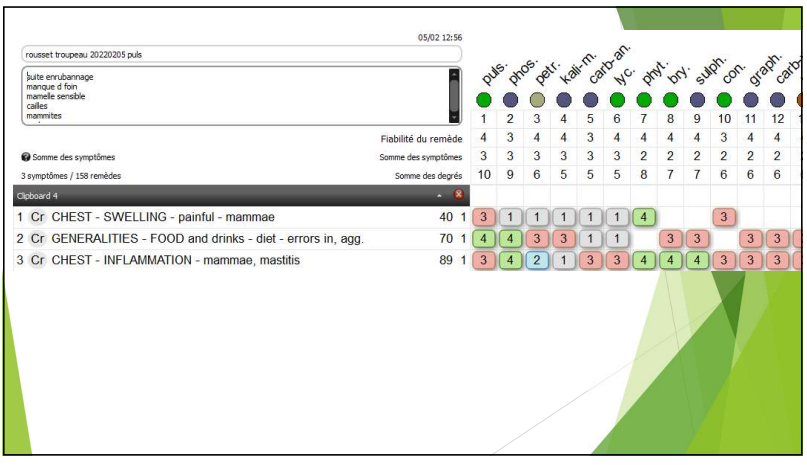 05/02 12:56
rousset troupeau 20220205 puls
suite enrubannage
manque d foin
mamelle sensible
cailles
mammites
puls. phos. petr. kali-m. carb-an. lyc. phyt. bry. sulph. con. graph.
1 2 3 4 5 6 7 8 9 10 11 12
Fiabilité du remède 4 3 4 4 3 4 4 4 4 3 4 4
Somme des symptômes Somme des symptômes 3 3 3 3 3 3 2 2 2 2 2 2
3 symptômes / 158 remèdes Somme des degrés 10 9 6 5 5 5 8 7 7 6 6 6
Clipboard 4
1 Cr CHEST - SWELLING - painful - mammae 40 1 3 1 1 1 1 1 4 3
2 Cr GENERALITIES - FOOD and drinks - diet - errors in, agg. 70 1 4 4 3 3 1 1 3 3 3 3
3 Cr CHEST - INFLAMMATION - mammae, mastitis 89 1 3 4 2 1 3 3 4 4 4 3 3 3